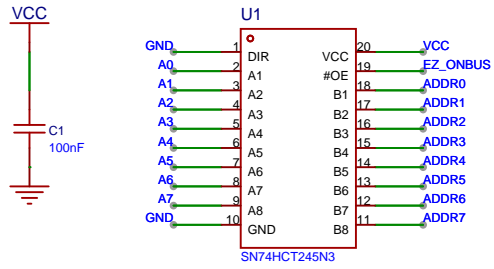 VCC
C1
100nF
U1
GND 1 DIR VCC 20 VCC
A0 2 A1 #OE 19 EZ_ONBUS
A1 3 A2 B1 18 ADDR0
A2 4 A3 B2 17 ADDR1
A3 5 A4 B3 16 ADDR2
A4 6 A5 B4 15 ADDR3
A5 7 A6 B5 14 ADDR4
A6 8 A7 B6 13 ADDR5
A7 9 A8 B7 12 ADDR6
GND 10 GND B8 11 ADDR7
SN74HCT245N3